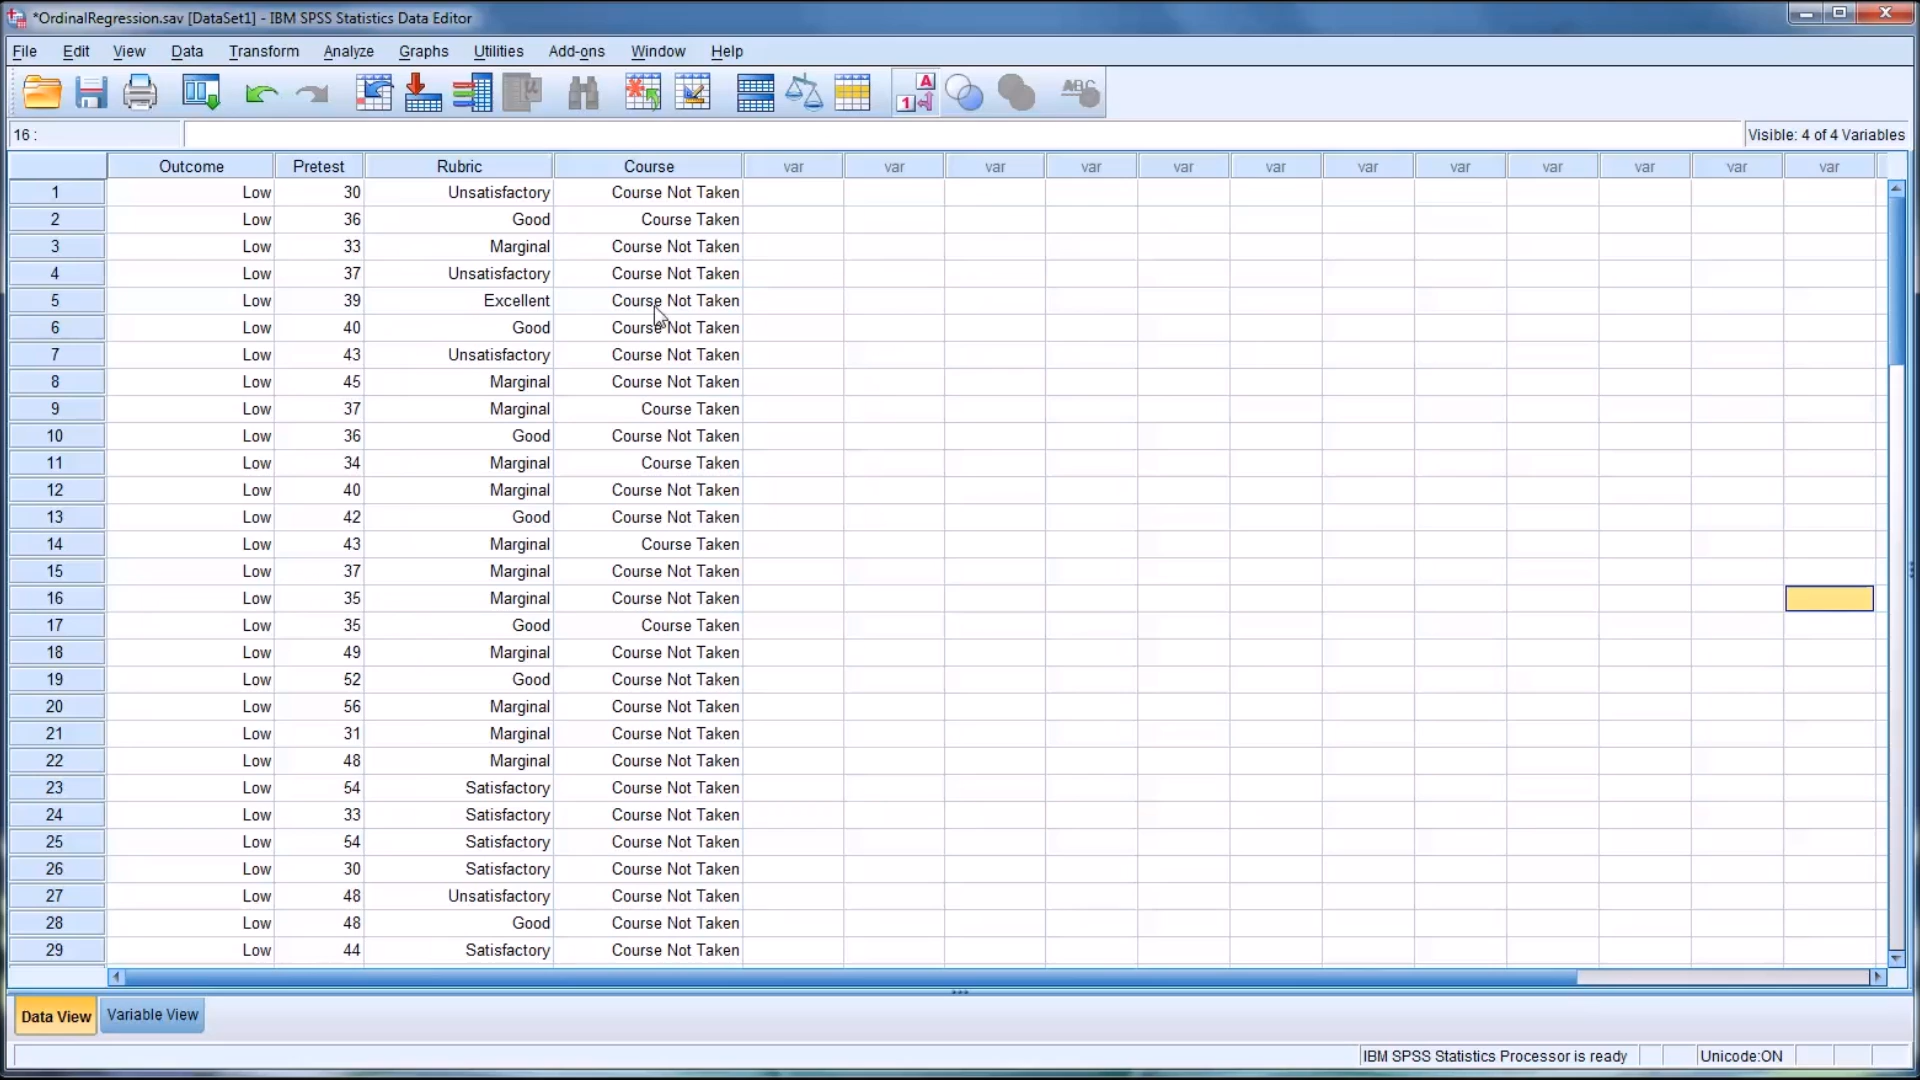 *OrdinalRegression.sav [DataSet1] - IBM SPSS Statistics Data Editor
File Edit View Data Transform Analyze Graphs Utilities Add-ons Window Help
16 : Visible: 4 of 4 Variables
Outcome Pretest Rubric Course var var var var var var var var var var var var
1 Low 30 Unsatisfactory Course Not Taken
2 Low 36 Good Course Taken
3 Low 33 Marginal Course Not Taken
4 Low 37 Unsatisfactory Course Not Taken
5 Low 39 Excellent Course Not Taken
6 Low 40 Good Course Not Taken
7 Low 43 Unsatisfactory Course Not Taken
8 Low 45 Marginal Course Not Taken
9 Low 37 Marginal Course Taken
10 Low 36 Good Course Not Taken
11 Low 34 Marginal Course Taken
12 Low 40 Marginal Course Not Taken
13 Low 42 Good Course Not Taken
14 Low 43 Marginal Course Taken
15 Low 37 Marginal Course Not Taken
16 Low 35 Marginal Course Not Taken
17 Low 35 Good Course Taken
18 Low 49 Marginal Course Not Taken
19 Low 52 Good Course Not Taken
20 Low 56 Marginal Course Not Taken
21 Low 31 Marginal Course Not Taken
22 Low 48 Marginal Course Not Taken
23 Low 54 Satisfactory Course Not Taken
24 Low 33 Satisfactory Course Not Taken
25 Low 54 Satisfactory Course Not Taken
26 Low 30 Satisfactory Course Not Taken
27 Low 48 Unsatisfactory Course Not Taken
28 Low 48 Good Course Not Taken
29 Low 44 Satisfactory Course Not Taken
Data View Variable View
IBM SPSS Statistics Processor is ready Unicode:ON